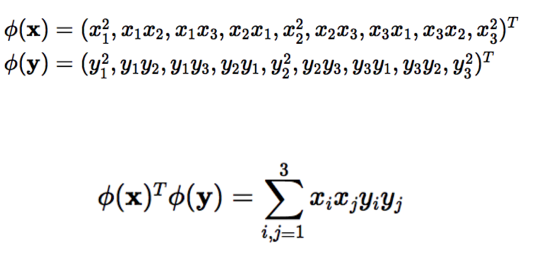 ϕ(x) = (x₁², x₁x₂, x₁x₃, x₂x₁, x₂², x₂x₃, x₃x₁, x₃x₂, x₃²)ᵀ
ϕ(y) = (y₁², y₁y₂, y₁y₃, y₂y₁, y₂², y₂y₃, y₃y₁, y₃y₂, y₃²)ᵀ
ϕ(x)ᵀϕ(y) = ∑_{i,j=1}^{3} xᵢxⱼyᵢyⱼ